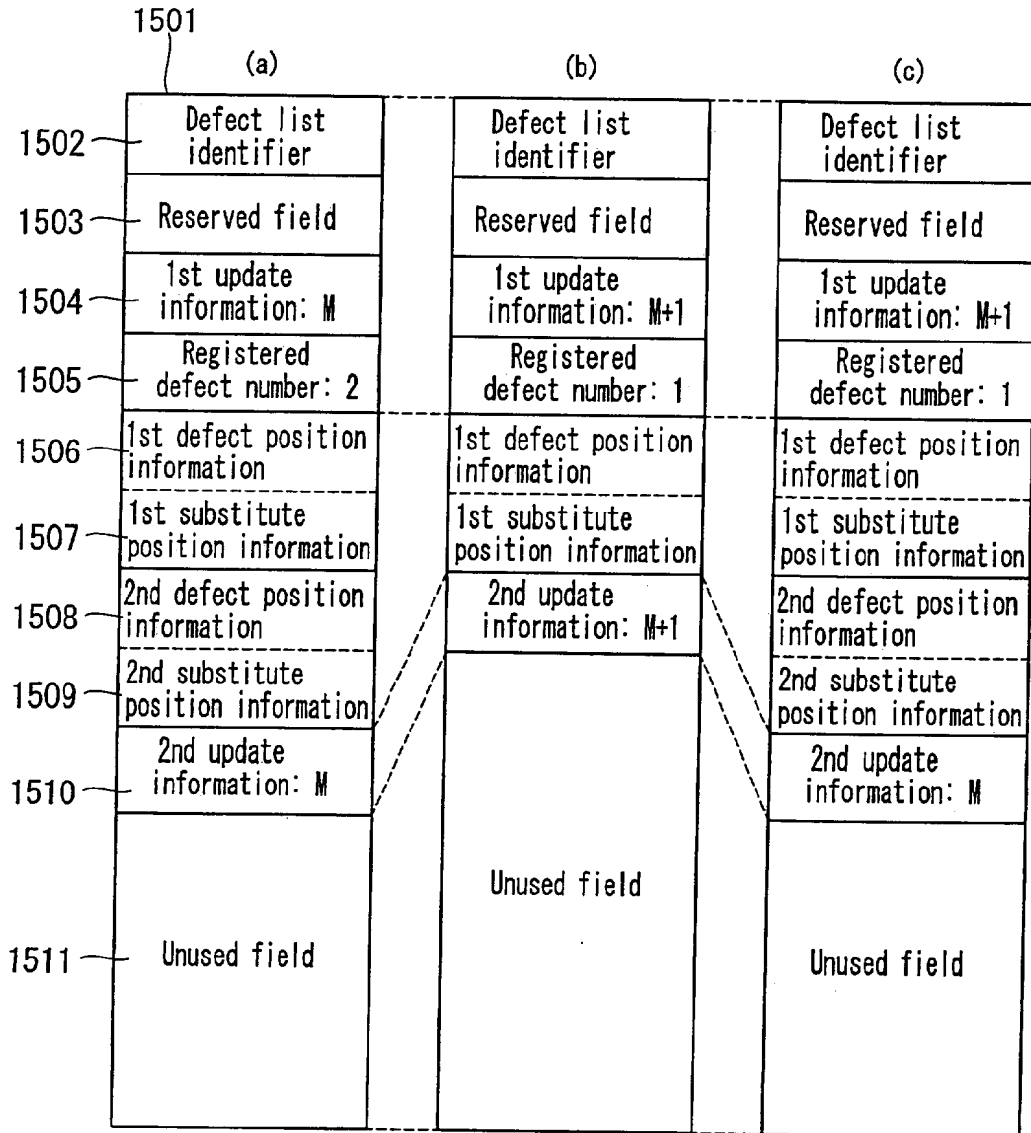 1501
(a)
(b)
(c)
1502
Defect list
identifier
Defect list
identifier
Defect list
identifier
1503
Reserved field
Reserved field
Reserved field
1504
1st update
information: M
1st update
information: M+1
1st update
information: M+1
1505
Registered
defect number: 2
Registered
defect number: 1
Registered
defect number: 1
1506
1st defect position
information
1st defect position
information
1st defect position
information
1507
1st substitute
position information
1st substitute
position information
1st substitute
position information
1508
2nd defect position
information
2nd update
information: M+1
2nd defect position
information
1509
2nd substitute
position information
2nd substitute
position information
1510
2nd update
information: M
2nd update
information: M
1511
Unused field
Unused field
Unused field